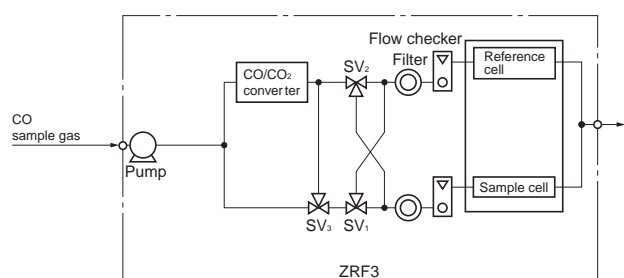 Flow checker
SV₂
Filter
Reference
cell
CO/CO₂
converter
CO
sample gas
Pump
Sample cell
SV₃
SV₁
ZRF3